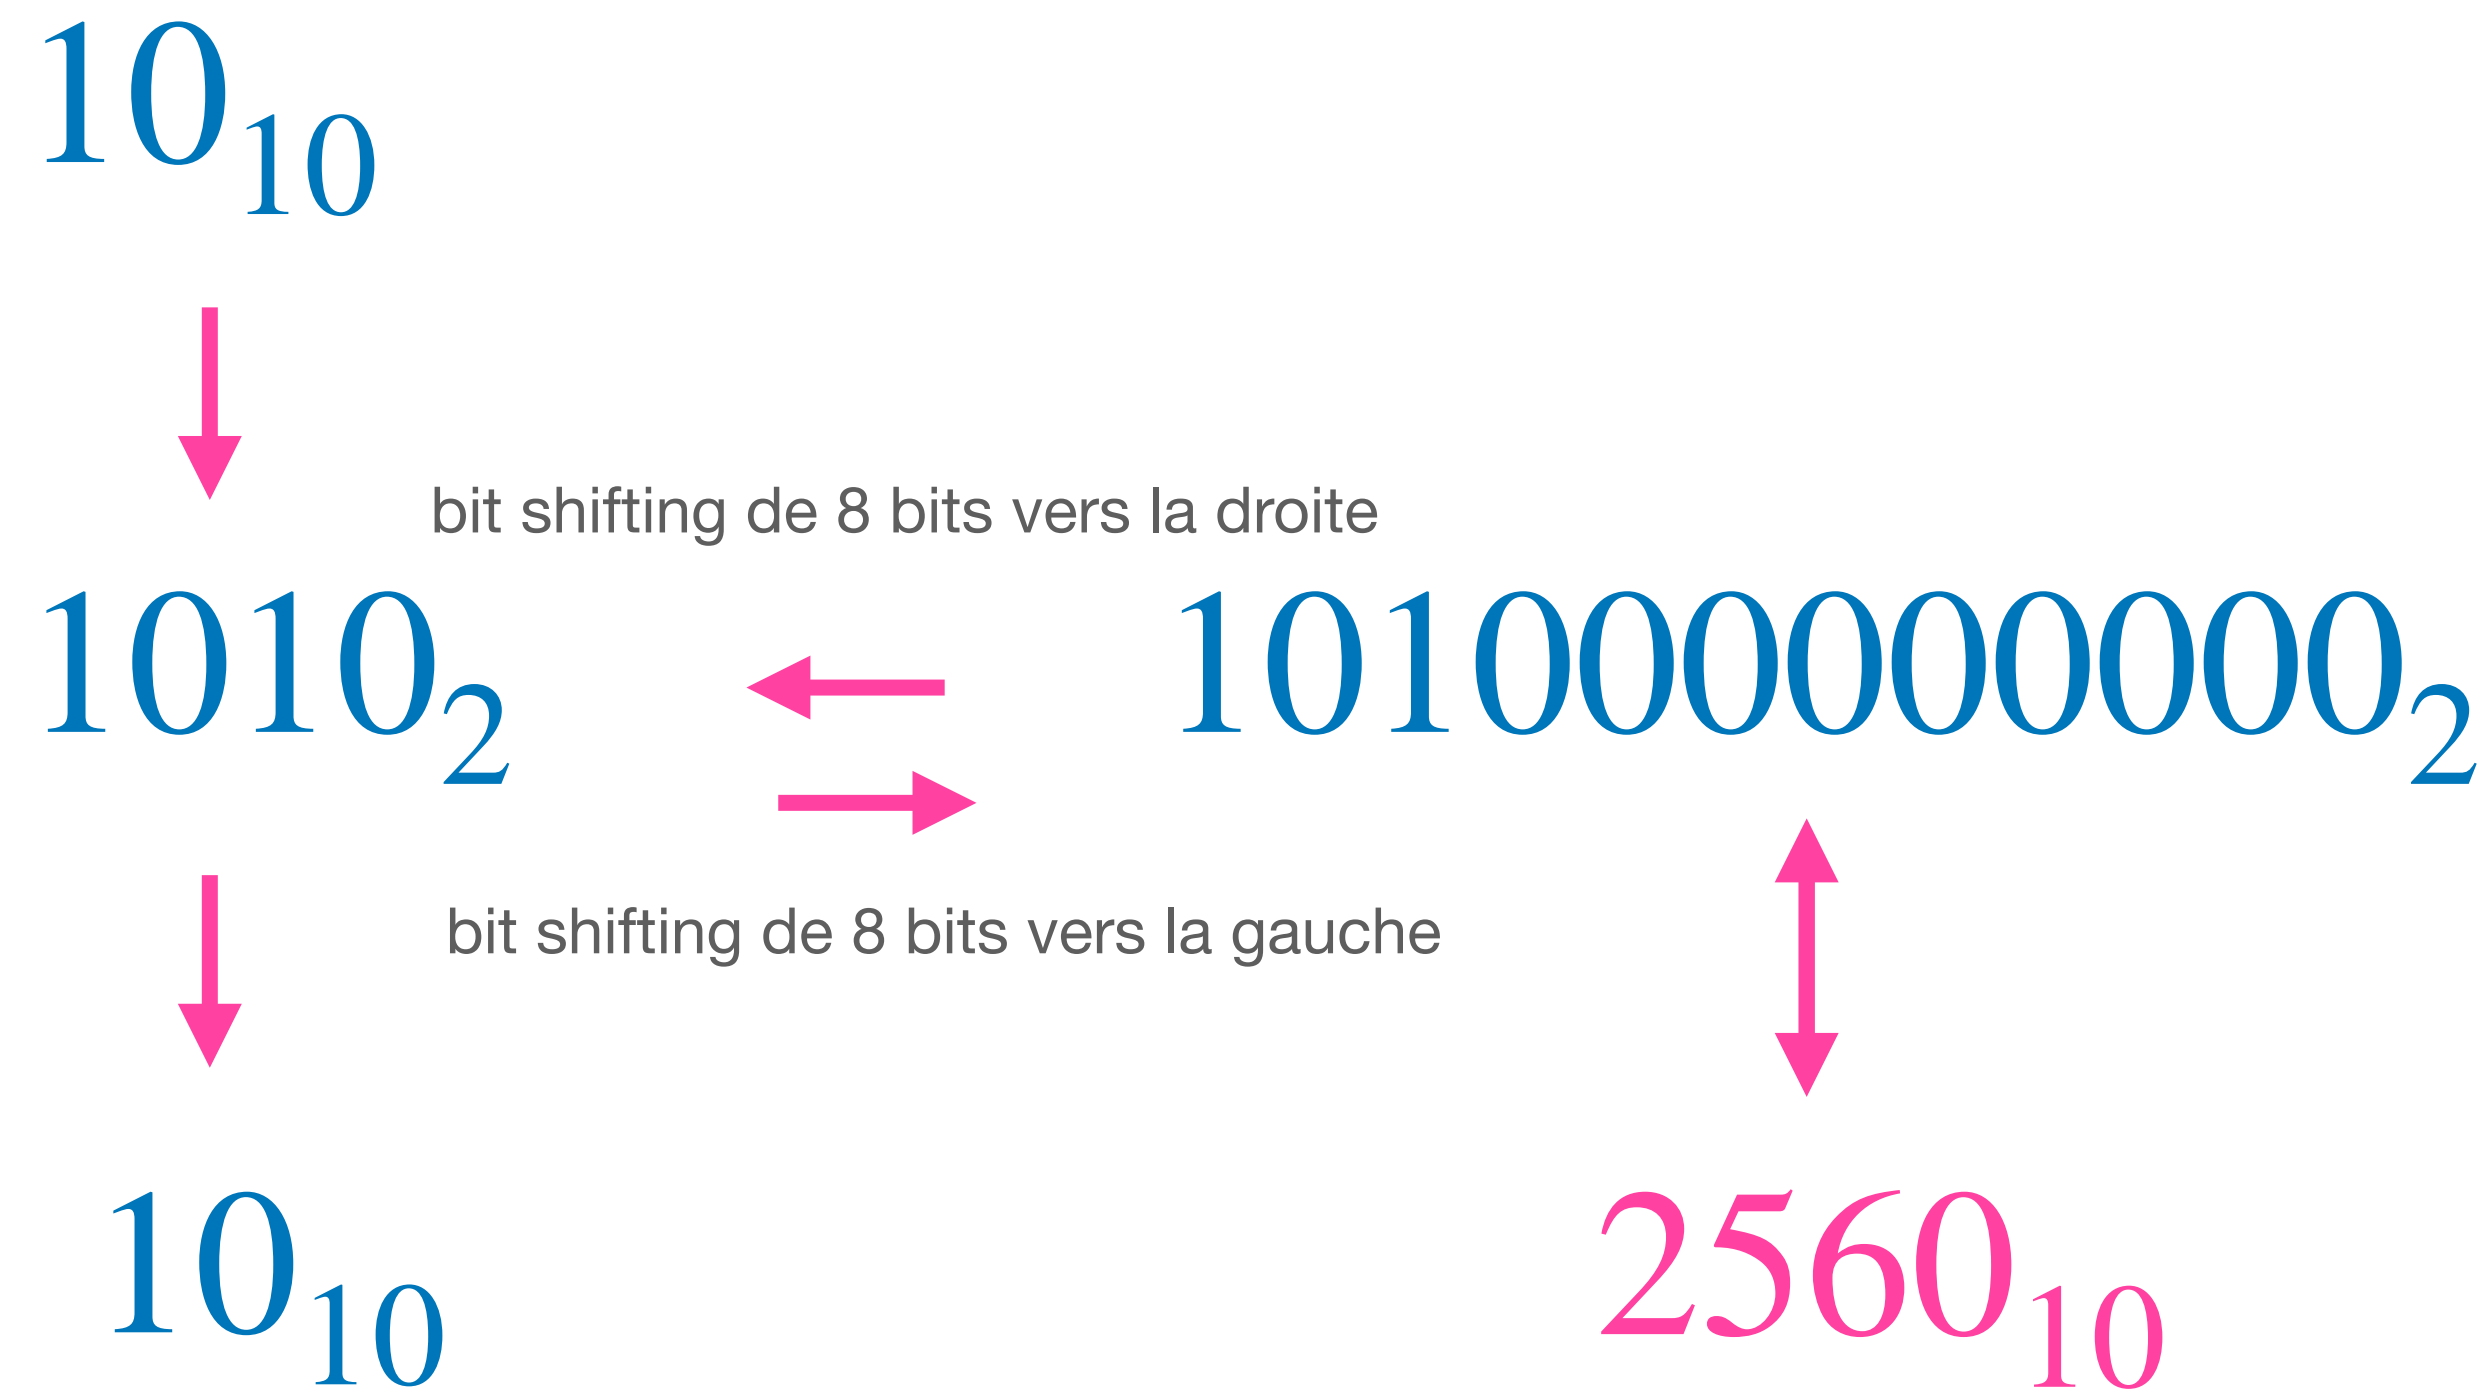 10₁₀
bit shifting de 8 bits vers la droite
1010₂ 101000000000₂
bit shifting de 8 bits vers la gauche
10₁₀ 2560₁₀